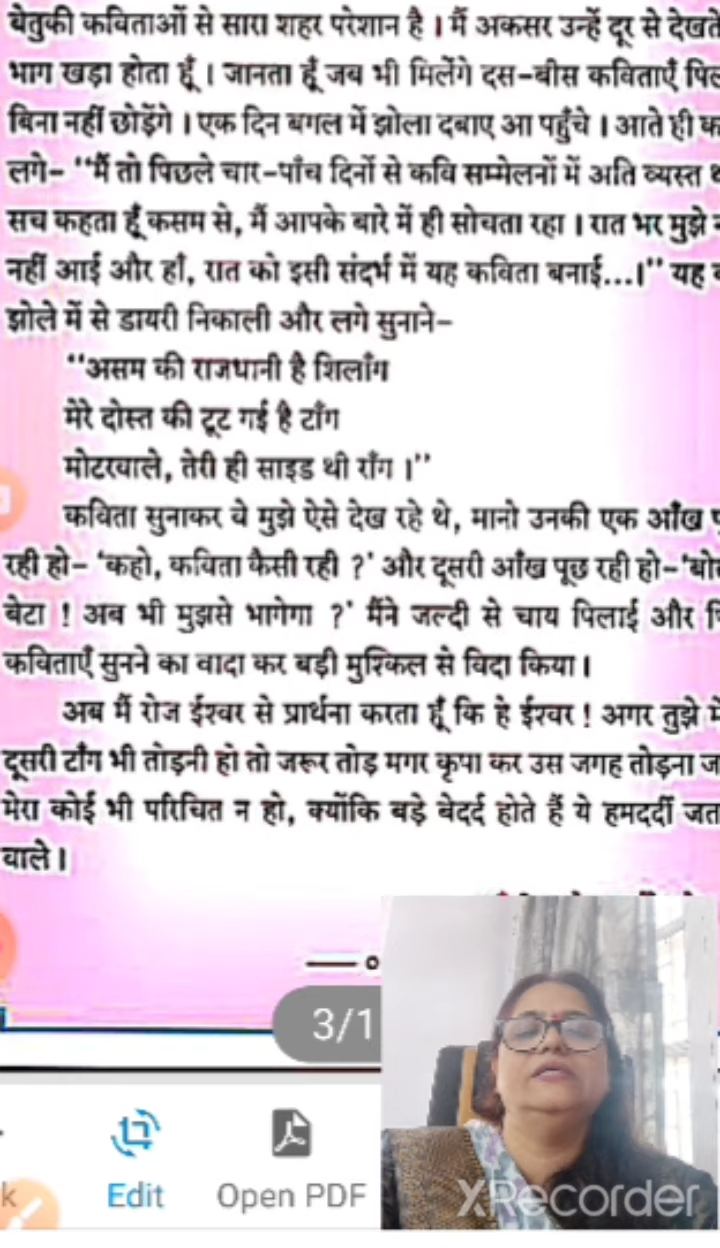 बेतुकी कविताओं से सारा शहर परेशान है । मैं अकसर उन्हें दूर से देखते
भाग खड़ा होता हूँ । जानता हूँ जब भी मिलेंगे दस-बीस कविताएँ
बिना नहीं छोड़ेंगे । एक दिन बगल में झोला दबाए आ पहुँचे । आते ही
लगे- ‘‘मैं तो पिछले चार-पाँच दिनों से कवि सम्मेलनों में अति व्यस्त
सच कहता हूँ कसम से, मैं आपके बारे में ही सोचता रहा । रात भर मुझे
नहीं आई और हाँ, रात को इसी संदर्भ में यह कविता बनाई...।’’ यह
झोले में से डायरी निकाली और लगे सुनाने-
‘‘असम की राजधानी है शिलाँग
मेरे दोस्त की टूट गई है टाँग
मोटरवाले, तेरी ही साइड थी राँग ।’’
कविता सुनाकर वे मुझे ऐसे देख रहे थे, मानो उनकी एक आँख
रही हो- ‘कहो, कविता कैसी रही ?’ और दूसरी आँख पूछ रही हो-
बेटा ! अब भी मुझसे भागेगा ?’ मैंने जल्दी से चाय पिलाई और
कविताएँ सुनने का वादा कर बड़ी मुश्किल से विदा किया ।
अब मैं रोज ईश्वर से प्रार्थना करता हूँ कि हे ईश्वर ! अगर तुझे
दूसरी टाँग भी तोड़नी हो तो जरूर तोड़ मगर कृपा कर उस जगह तोड़ना
मेरा कोई भी परिचित न हो, क्योंकि बड़े बेदर्द होते हैं ये हमदर्दी
वाले ।
3/1
Edit
Open PDF
XRecorder